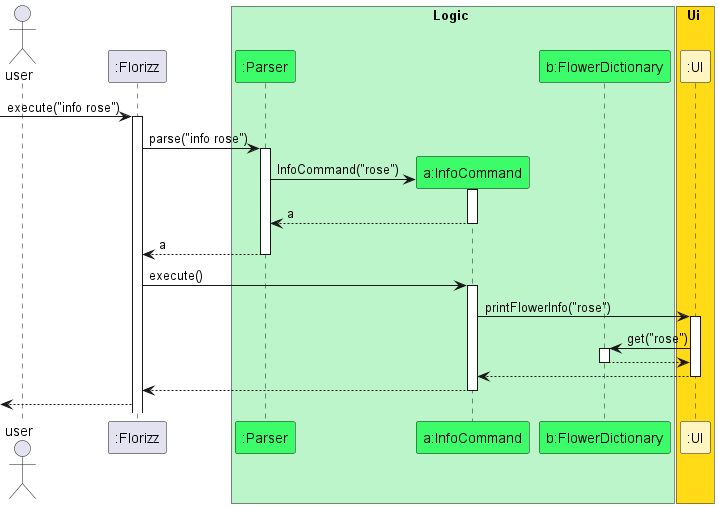 Logic
Ui
user
:Florizz
:Parser
b:FlowerDictionary
:UI
execute("info rose")
parse("info rose")
InfoCommand("rose")
a:InfoCommand
a
a
execute()
printFlowerInfo("rose")
get("rose")
user
:Florizz
:Parser
a:InfoCommand
b:FlowerDictionary
:UI